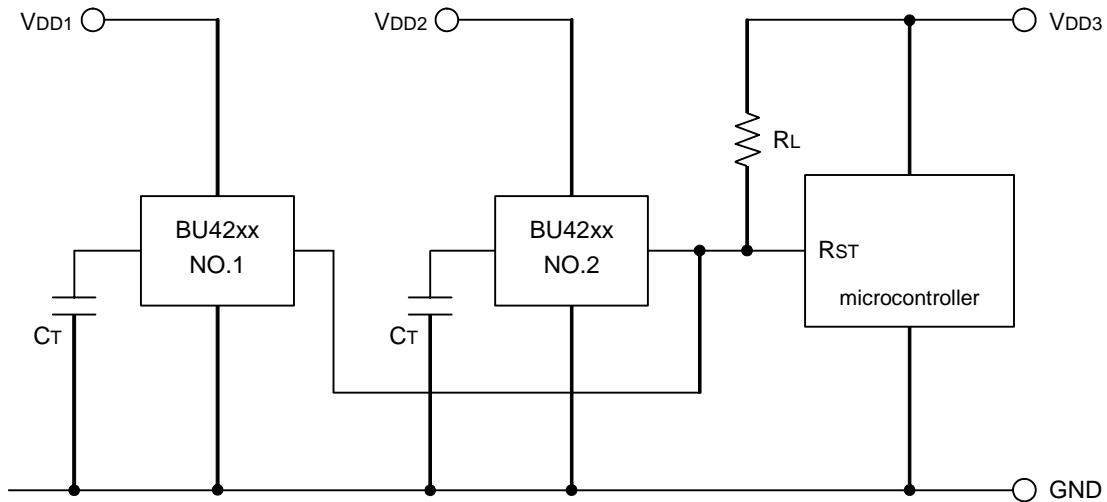 VDD1
VDD2
VDD3
RL
BU42xx
NO.1
BU42xx
NO.2
RST
microcontroller
CT
CT
GND